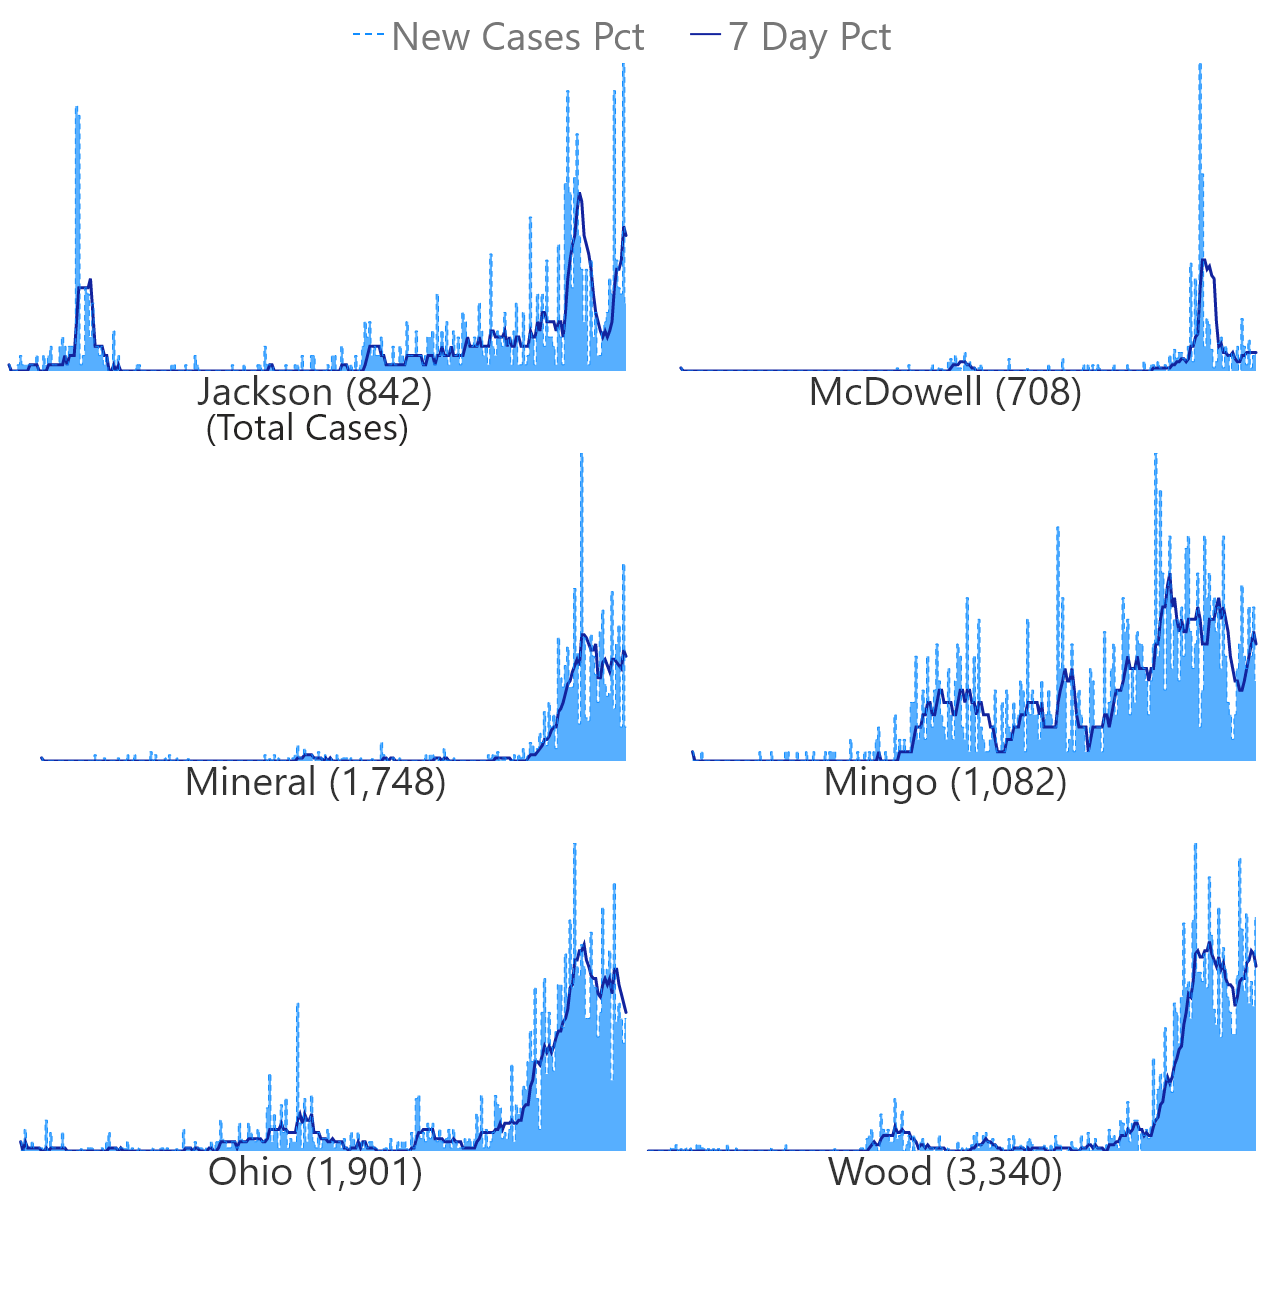 New Cases Pct 7 Day Pct
Jackson (842) McDowell (708)
(Total Cases)
Mineral (1,748) Mingo (1,082)
Ohio (1,901) Wood (3,340)